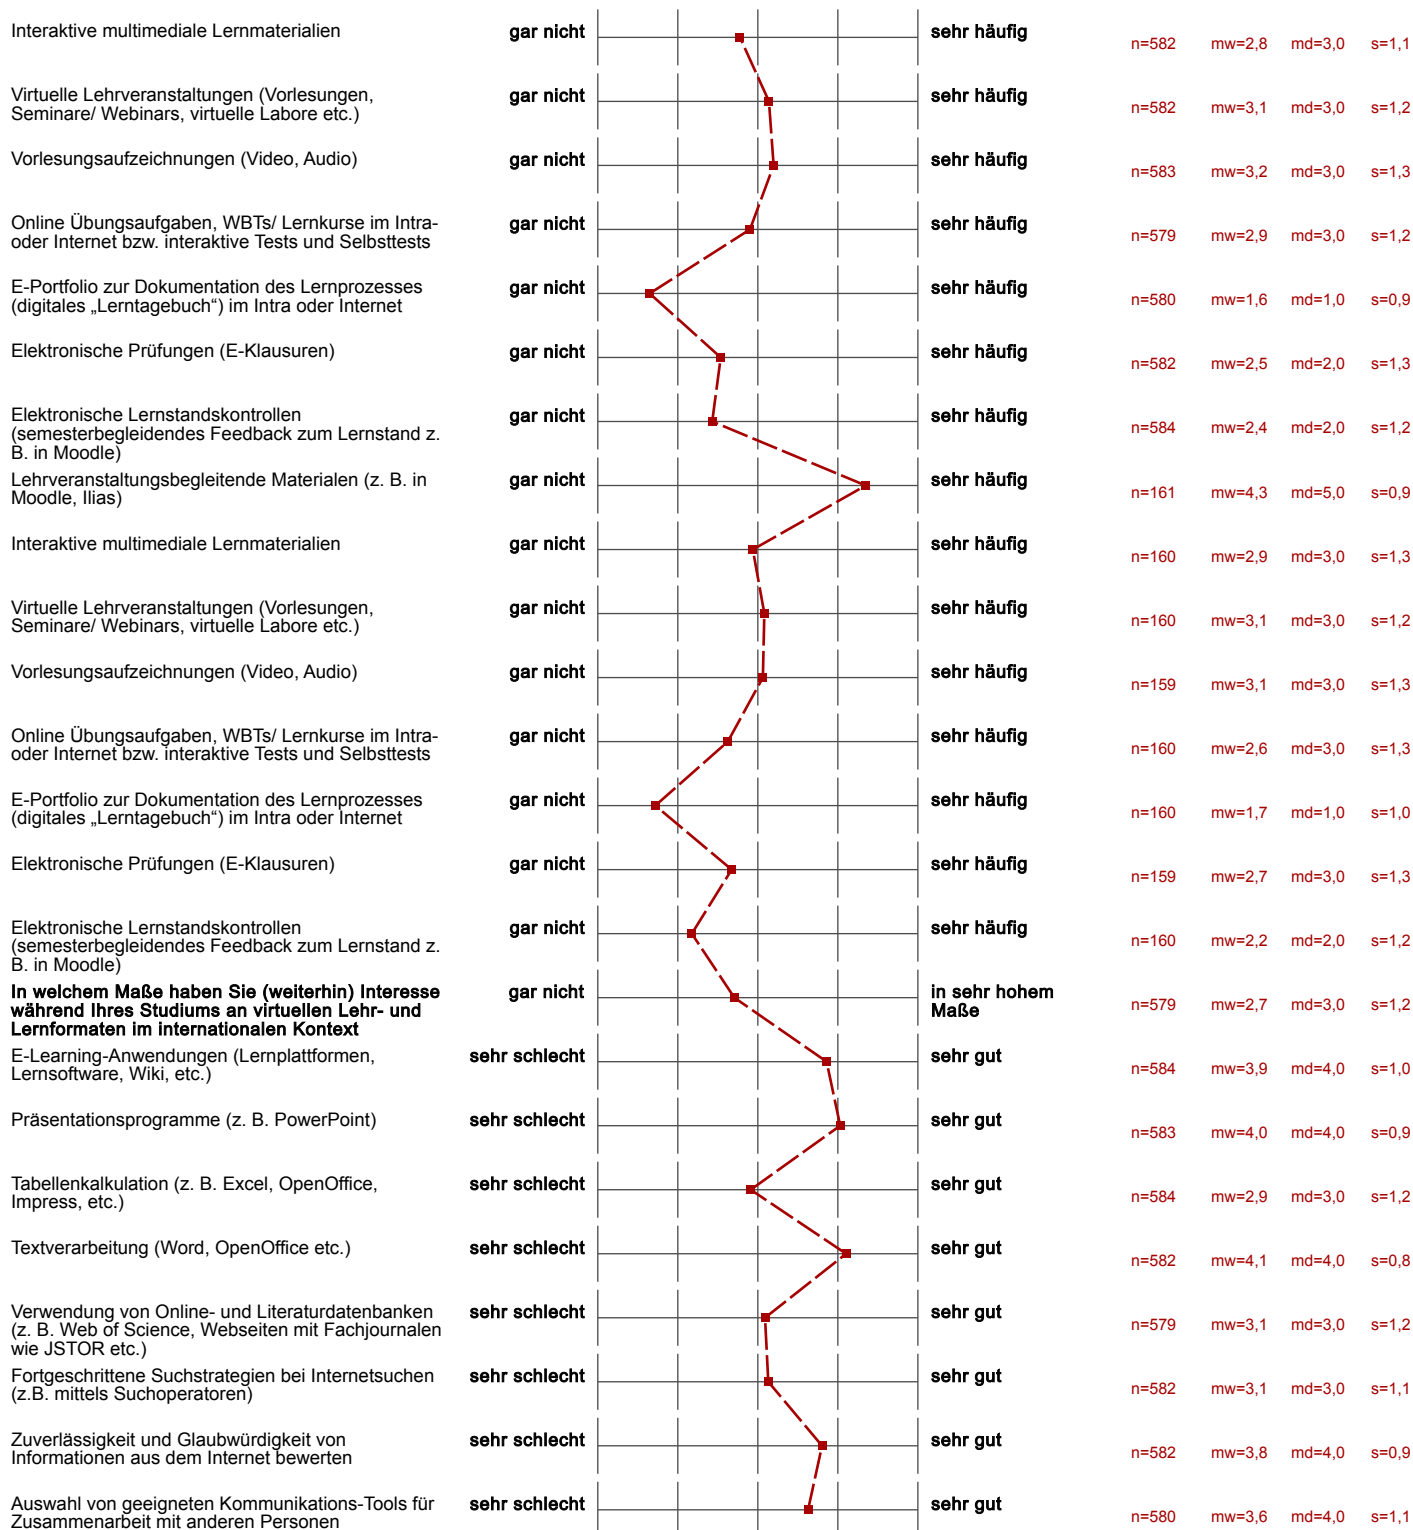 Interaktive multimediale Lernmaterialien gar nicht sehr häufig n=582 mw=2,8 md=3,0 s=1,1
Virtuelle Lehrveranstaltungen (Vorlesungen, gar nicht sehr häufig
Seminare/ Webinars, virtuelle Labore etc.) n=582 mw=3,1 md=3,0 s=1,2
Vorlesungsaufzeichnungen (Video, Audio) gar nicht sehr häufig n=583 mw=3,2 md=3,0 s=1,3
Online Übungsaufgaben, WBTs/ Lernkurse im Intra- gar nicht sehr häufig
oder Internet bzw. interaktive Tests und Selbsttests n=579 mw=2,9 md=3,0 s=1,2
E-Portfolio zur Dokumentation des Lernprozesses gar nicht sehr häufig
(digitales „Lerntagebuch“) im Intra oder Internet n=580 mw=1,6 md=1,0 s=0,9
Elektronische Prüfungen (E-Klausuren) gar nicht sehr häufig n=582 mw=2,5 md=2,0 s=1,3
Elektronische Lernstandskontrollen gar nicht sehr häufig
(semesterbegleidendes Feedback zum Lernstand z. n=584 mw=2,4 md=2,0 s=1,2
B. in Moodle)
Lehrveranstaltungsbegleitende Materialen (z. B. in gar nicht sehr häufig
Moodle, Ilias) n=161 mw=4,3 md=5,0 s=0,9
Interaktive multimediale Lernmaterialien gar nicht sehr häufig n=160 mw=2,9 md=3,0 s=1,3
Virtuelle Lehrveranstaltungen (Vorlesungen, gar nicht sehr häufig
Seminare/ Webinars, virtuelle Labore etc.) n=160 mw=3,1 md=3,0 s=1,2
Vorlesungsaufzeichnungen (Video, Audio) gar nicht sehr häufig n=159 mw=3,1 md=3,0 s=1,3
Online Übungsaufgaben, WBTs/ Lernkurse im Intra- gar nicht sehr häufig
oder Internet bzw. interaktive Tests und Selbsttests n=160 mw=2,6 md=3,0 s=1,3
E-Portfolio zur Dokumentation des Lernprozesses gar nicht sehr häufig
(digitales „Lerntagebuch“) im Intra oder Internet n=160 mw=1,7 md=1,0 s=1,0
Elektronische Prüfungen (E-Klausuren) gar nicht sehr häufig n=159 mw=2,7 md=3,0 s=1,3
Elektronische Lernstandskontrollen gar nicht sehr häufig
(semesterbegleidendes Feedback zum Lernstand z. n=160 mw=2,2 md=2,0 s=1,2
B. in Moodle)
In welchem Maße haben Sie (weiterhin) Interesse gar nicht in sehr hohem
während Ihres Studiums an virtuellen Lehr- und Maße n=579 mw=2,7 md=3,0 s=1,2
Lernformaten im internationalen Kontext
E-Learning-Anwendungen (Lernplattformen, sehr schlecht sehr gut
Lernsoftware, Wiki, etc.) n=584 mw=3,9 md=4,0 s=1,0
Präsentationsprogramme (z. B. PowerPoint) sehr schlecht sehr gut n=583 mw=4,0 md=4,0 s=0,9
Tabellenkalkulation (z. B. Excel, OpenOffice, sehr schlecht sehr gut
Impress, etc.) n=584 mw=2,9 md=3,0 s=1,2
Textverarbeitung (Word, OpenOffice etc.) sehr schlecht sehr gut n=582 mw=4,1 md=4,0 s=0,8
Verwendung von Online- und Literaturdatenbanken sehr schlecht sehr gut
(z. B. Web of Science, Webseiten mit Fachjournalen n=579 mw=3,1 md=3,0 s=1,2
wie JSTOR etc.)
Fortgeschrittene Suchstrategien bei Internetsuchen sehr schlecht sehr gut
(z.B. mittels Suchoperatoren) n=582 mw=3,1 md=3,0 s=1,1
Zuverlässigkeit und Glaubwürdigkeit von sehr schlecht sehr gut
Informationen aus dem Internet bewerten n=582 mw=3,8 md=4,0 s=0,9
Auswahl von geeigneten Kommunikations-Tools für sehr schlecht sehr gut
Zusammenarbeit mit anderen Personen n=580 mw=3,6 md=4,0 s=1,1